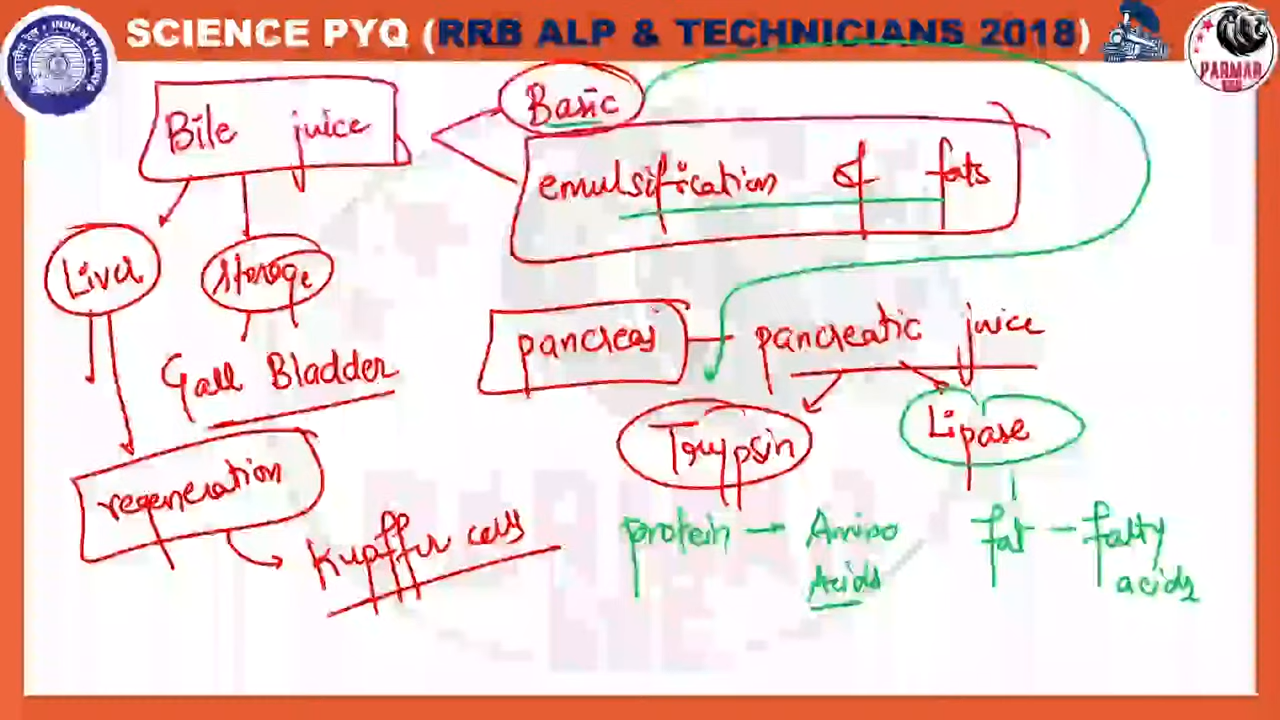 SCIENCE PYQ (RRB ALP & TECHNICIANS 2018)
PARMAR
Bile juice
Basic
emulsification of fats
Liver
Storage
Gall Bladder
pancreas
pancreatic juice
Trypsin
Lipase
regeneration
Kupffer cells
protein → Amino
Acids
fat - fatty
acids